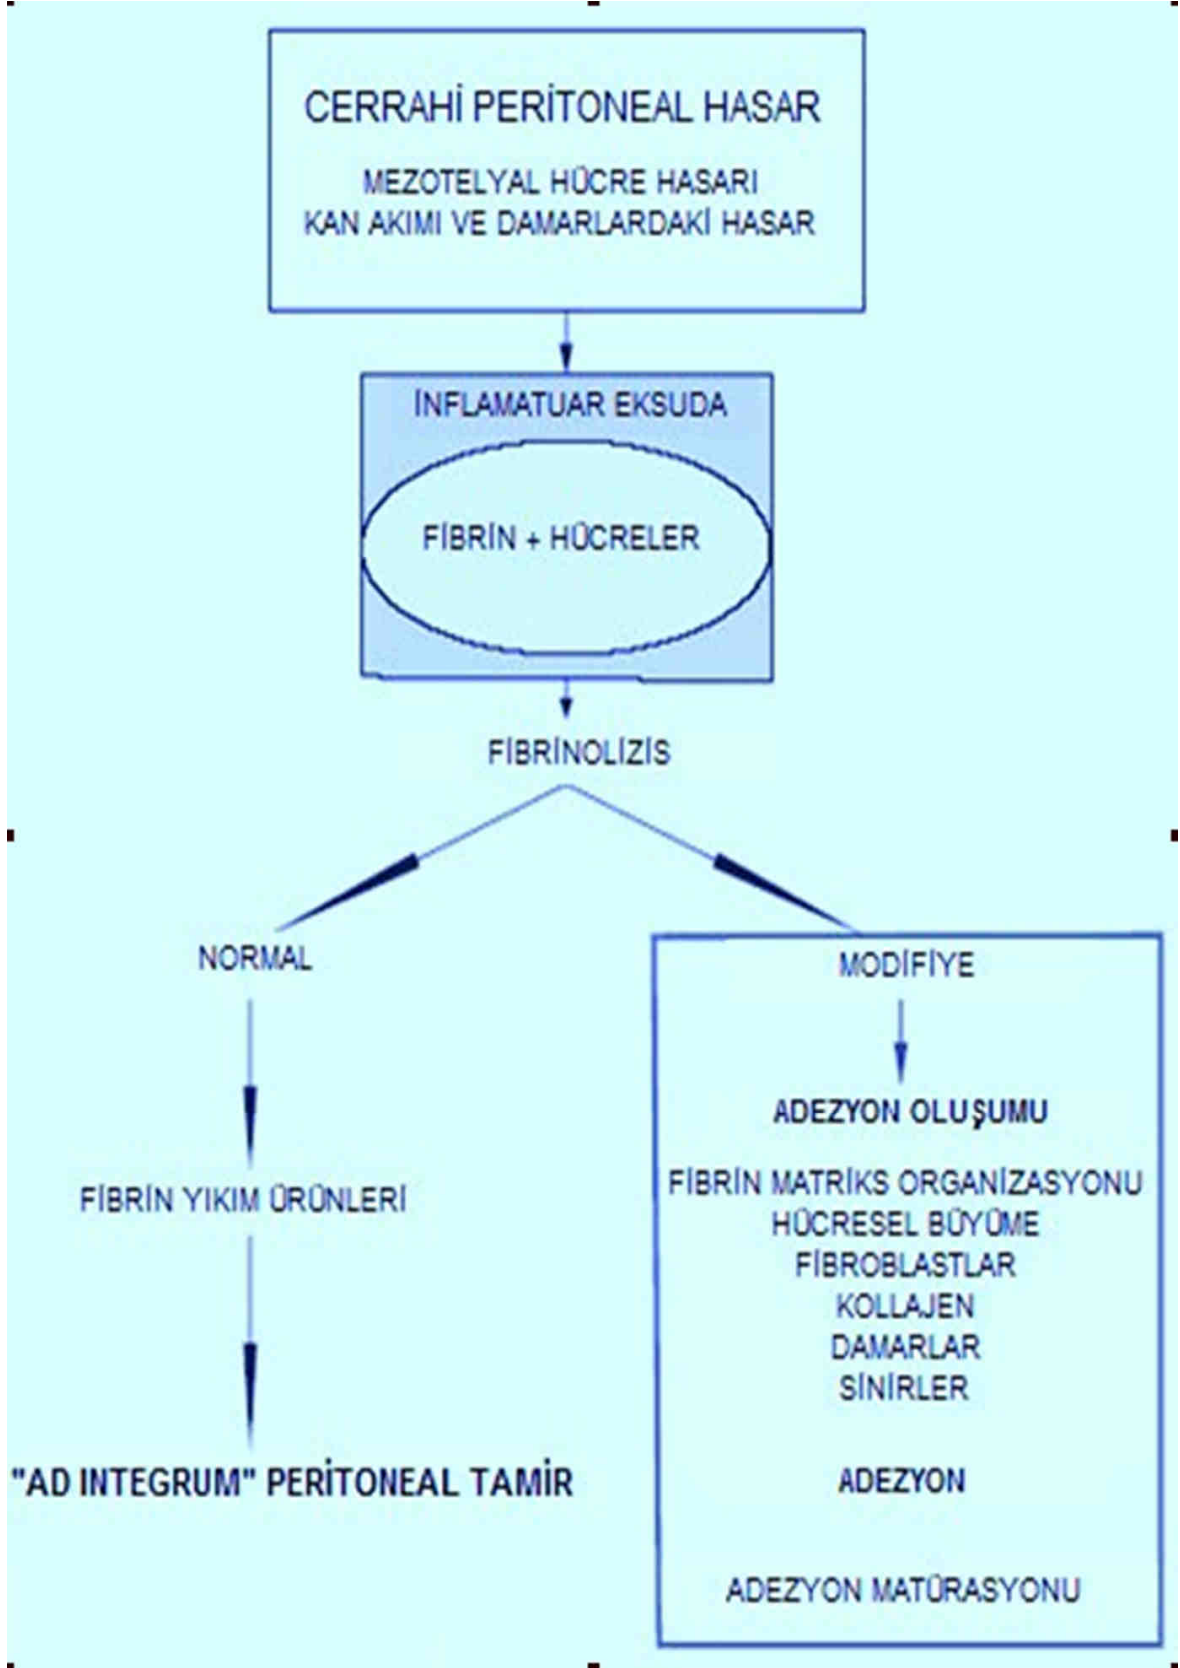 CERRAHİ PERİTONEAL HASAR
MEZOTELYAL HÜCRE HASARI
KAN AKIMI VE DAMARLARDAKİ HASAR
İNFLAMATUAR EKSUDA
FİBRİN + HÜCRELER
FİBRİNOLİZİS
NORMAL
FİBRİN YIKIM ÜRÜNLERİ
"AD INTEGRUM" PERİTONEAL TAMİR
MODİFİYE
ADEZYON OLUŞUMU
FİBRİN MATRİKS ORGANİZASYONU
HÜCRESEL BÜYÜME
FİBROBLASTLAR
KOLLAJEN
DAMARLAR
SİNİRLER
ADEZYON
ADEZYON MATÜRASYONU